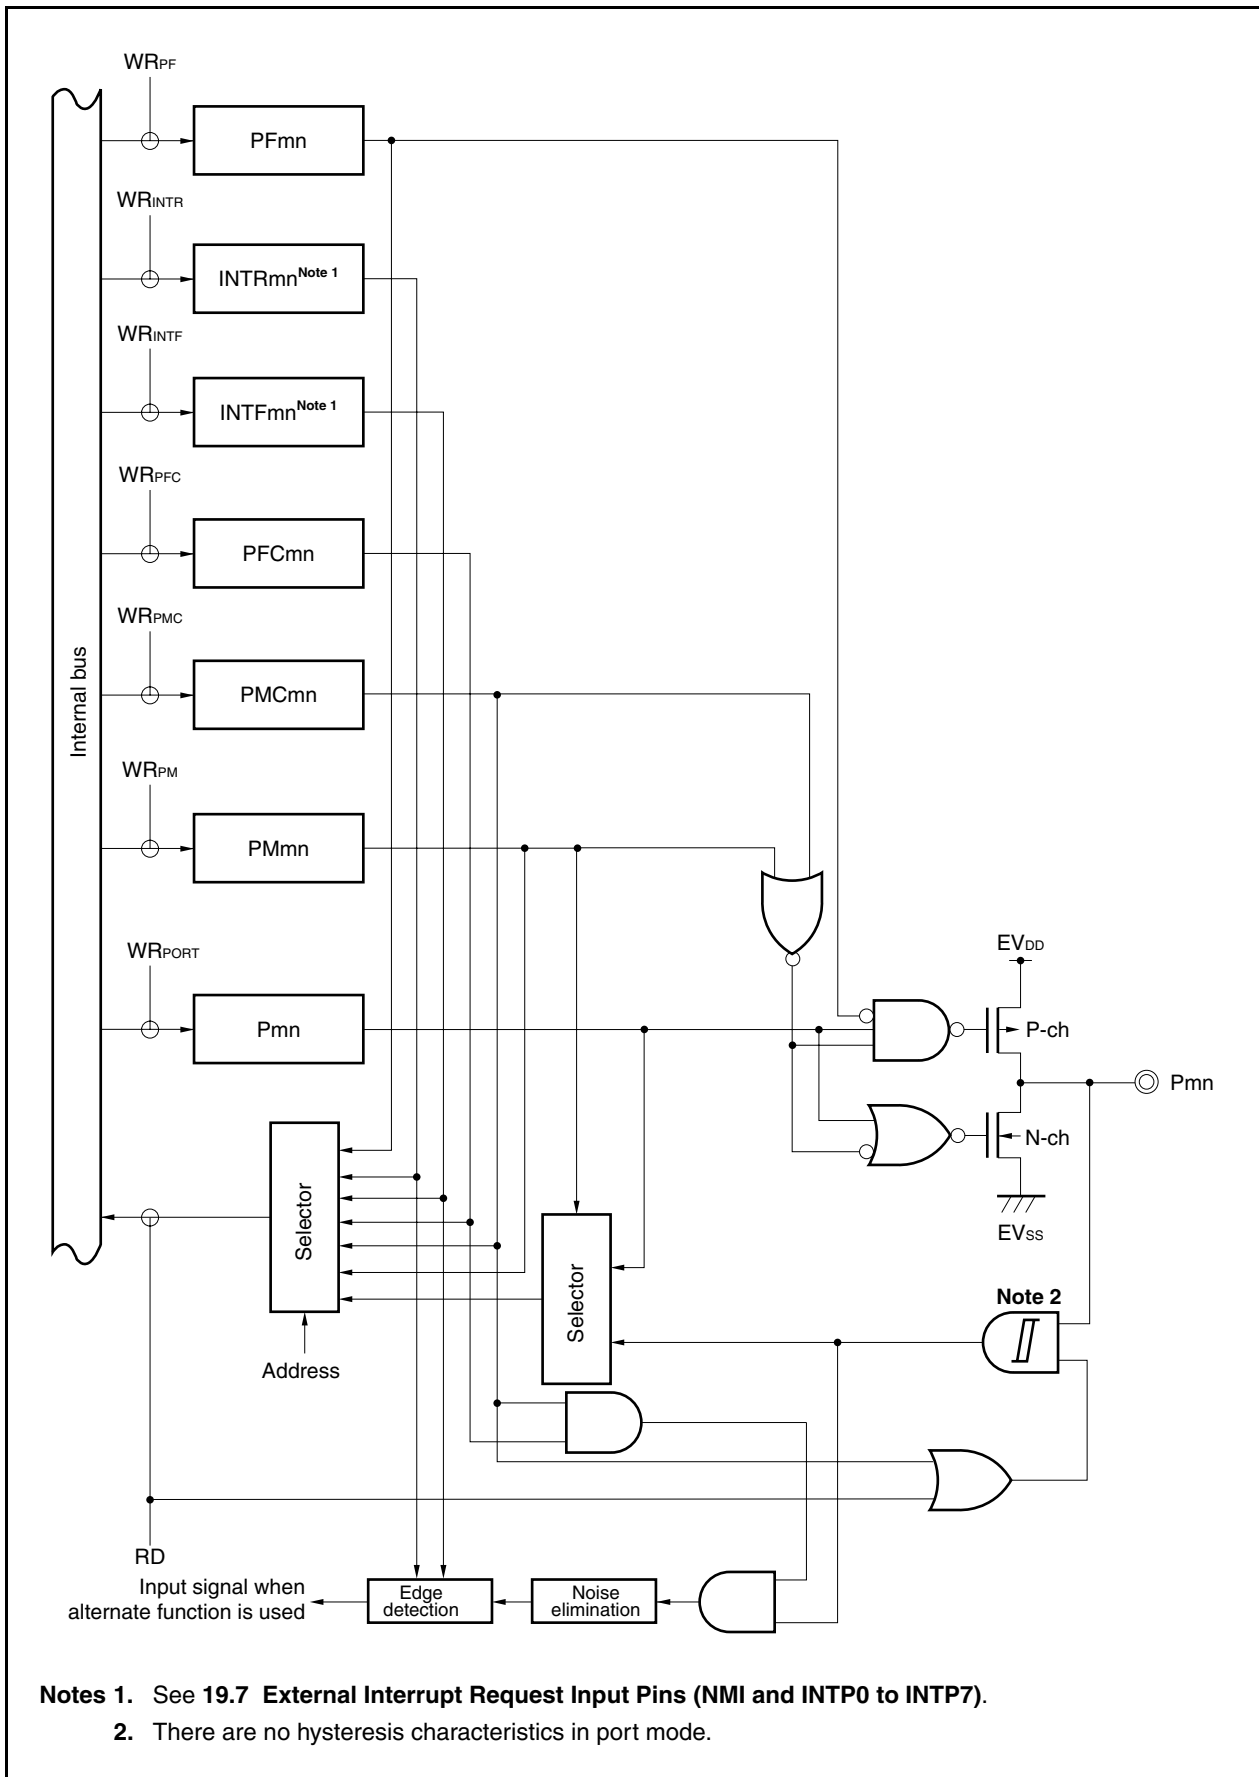 WRPF
PFmn
WRINTR
INTRmnNote 1
WRINTF
INTFmnNote 1
WRPFC
PFCmn
WRPMC
PMCmn
Internal bus
WRPM
PMmn
WRPORT
Pmn
EVDD
P-ch
Pmn
N-ch
EVSS
Selector
Selector
Note 2
Address
RD
Input signal when
alternate function is used
Edge
detection
Noise
elimination
Notes 1. See 19.7 External Interrupt Request Input Pins (NMI and INTP0 to INTP7).
2. There are no hysteresis characteristics in port mode.